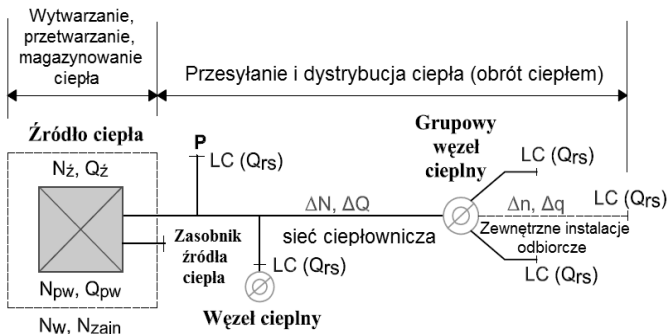 Wytwarzanie,
przetwarzanie,
magazynowanie
ciepła
Przesyłanie i dystrybucja ciepła (obrót ciepłem)
Źródło ciepła
Nź, Qź
Npw, Qpw
Nw, Nzain
P
LC (Qrs)
Zasobnik
źródła
ciepła
ΔN, ΔQ
sieć ciepłownicza
LC (Qrs)
Węzeł cieplny
Grupowy
węzeł
cieplny
LC (Qrs)
Δn, Δq
LC (Qrs)
Zewnętrzne instalacje
odbiorcze
LC (Qrs)